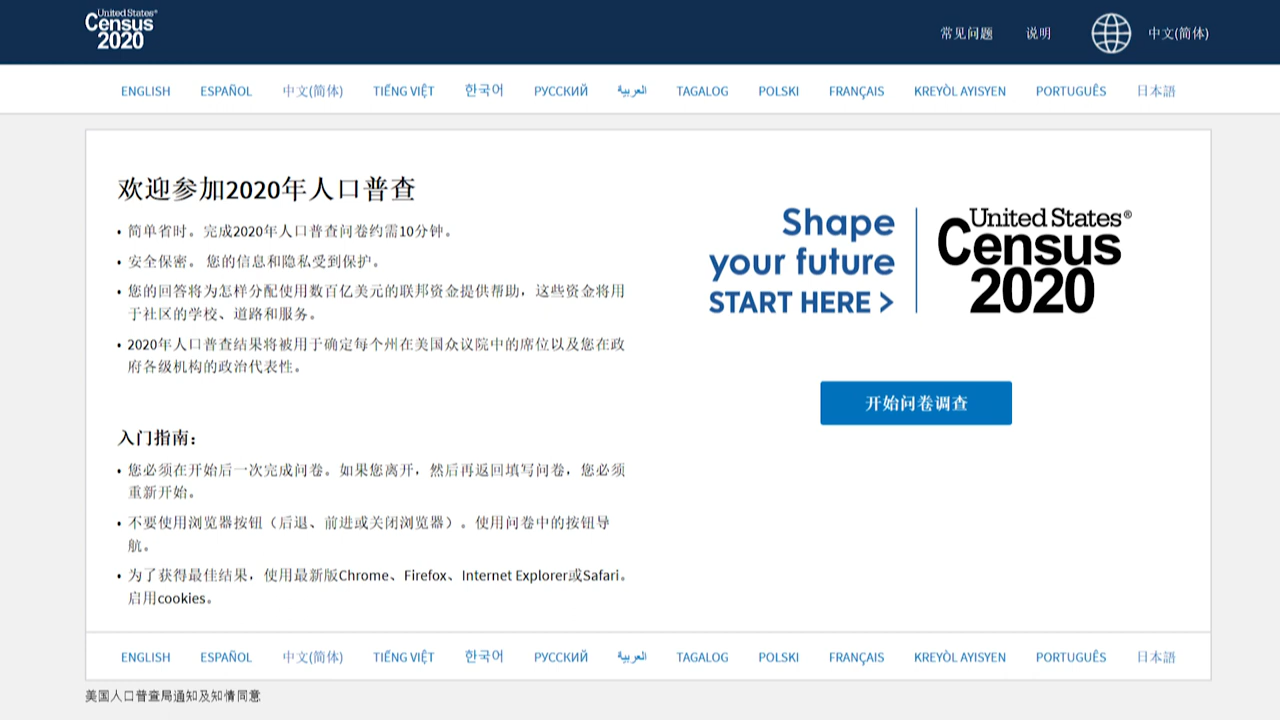 United States®
Census
2020
常见问题 说明 中文(简体)
ENGLISH ESPAÑOL 中文(简体) TIẾNG VIỆT 한국어 РУССКИЙ العربية TAGALOG POLSKI FRANÇAIS KREYÒL AYISYEN PORTUGUÊS 日本語
欢迎参加2020年人口普查
• 简单省时。完成2020年人口普查问卷约需10分钟。
• 安全保密。 您的信息和隐私受到保护。
• 您的回答将为怎样分配使用数百亿美元的联邦资金提供帮助，这些资金将用
于社区的学校、道路和服务。
• 2020年人口普查结果将被用于确定每个州在美国众议院中的席位以及您在政
府各级机构的政治代表性。
入门指南：
• 您必须在开始后一次完成问卷。如果您离开，然后再返回填写问卷，您必须
重新开始。
• 不要使用浏览器按钮（后退、前进或关闭浏览器）。使用问卷中的按钮导
航。
• 为了获得最佳结果，使用最新版Chrome、Firefox、Internet Explorer或Safari。
启用cookies。
Shape
your future
START HERE >
United States®
Census
2020
开始问卷调查
ENGLISH ESPAÑOL 中文(简体) TIẾNG VIỆT 한국어 РУССКИЙ العربية TAGALOG POLSKI FRANÇAIS KREYÒL AYISYEN PORTUGUÊS 日本語
美国人口普查局通知及知情同意